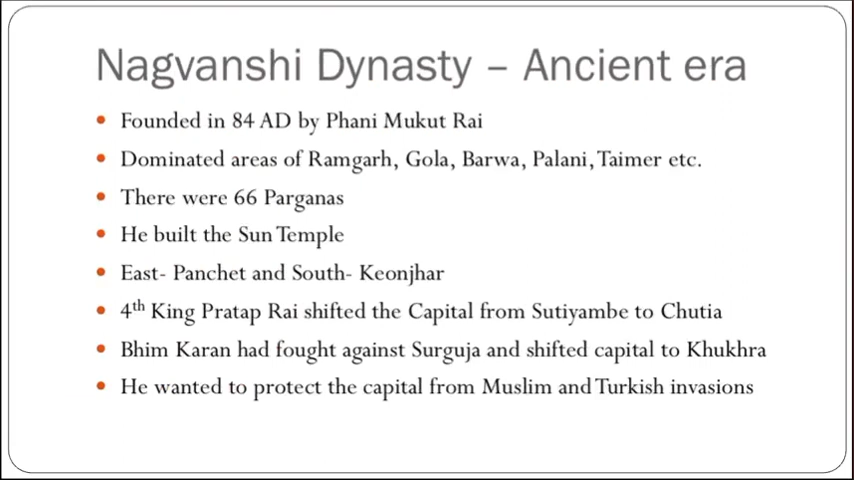 Nagvanshi Dynasty – Ancient era
• Founded in 84 AD by Phani Mukut Rai
• Dominated areas of Ramgarh, Gola, Barwa, Palani, Taimer etc.
• There were 66 Parganas
• He built the Sun Temple
• East- Panchet and South- Keonjhar
• 4th King Pratap Rai shifted the Capital from Sutiyambe to Chutia
• Bhim Karan had fought against Surguja and shifted capital to Khukhra
• He wanted to protect the capital from Muslim and Turkish invasions